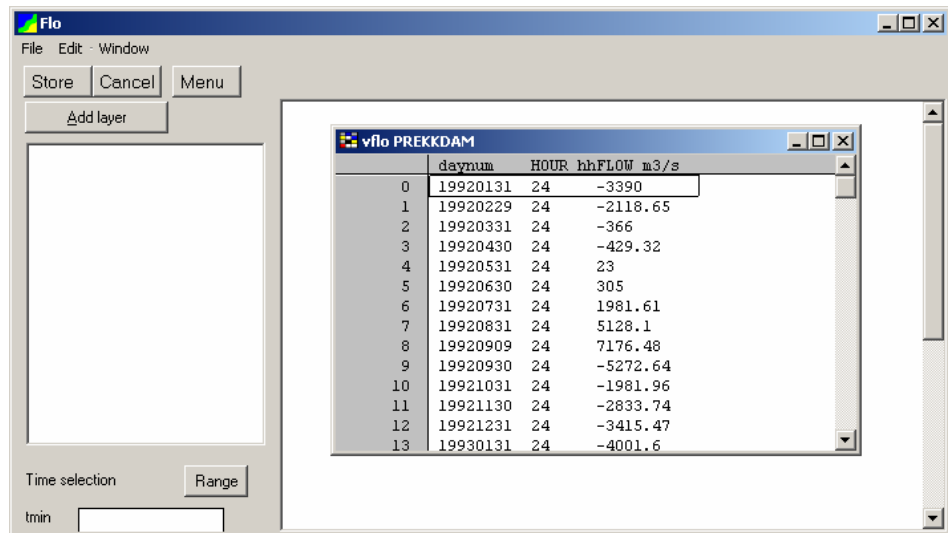 Flo
File Edit - Window
Store Cancel Menu
Add layer
vflo PREKKDAM
daynum HOUR hhFLOW m3/s
0 19920131 24 -3390
1 19920229 24 -2118.65
2 19920331 24 -366
3 19920430 24 -429.32
4 19920531 24 23
5 19920630 24 305
6 19920731 24 1981.61
7 19920831 24 5128.1
8 19920909 24 7176.48
9 19920930 24 -5272.64
10 19921031 24 -1981.96
11 19921130 24 -2833.74
12 19921231 24 -3415.47
13 19930131 24 -4001.6
Time selection Range
tmin